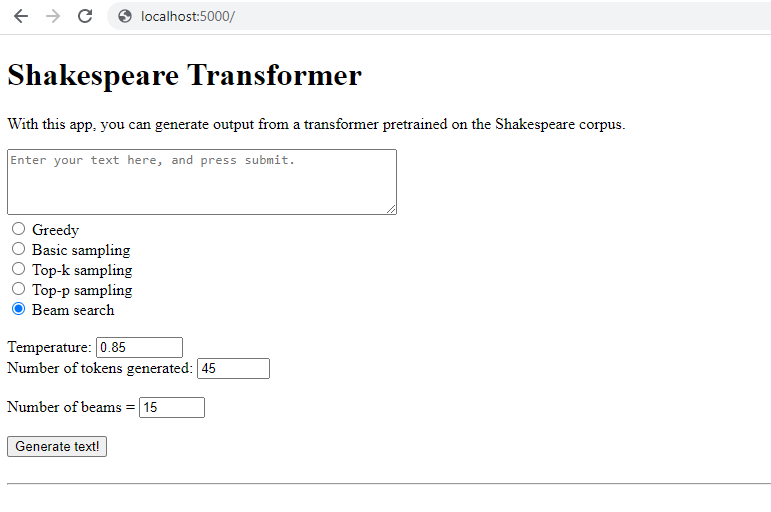 localhost:5000/
Shakespeare Transformer
With this app, you can generate output from a transformer pretrained on the Shakespeare corpus.
Enter your text here, and press submit.
Greedy
Basic sampling
Top-k sampling
Top-p sampling
Beam search
Temperature: 0.85
Number of tokens generated: 45
Number of beams = 15
Generate text!